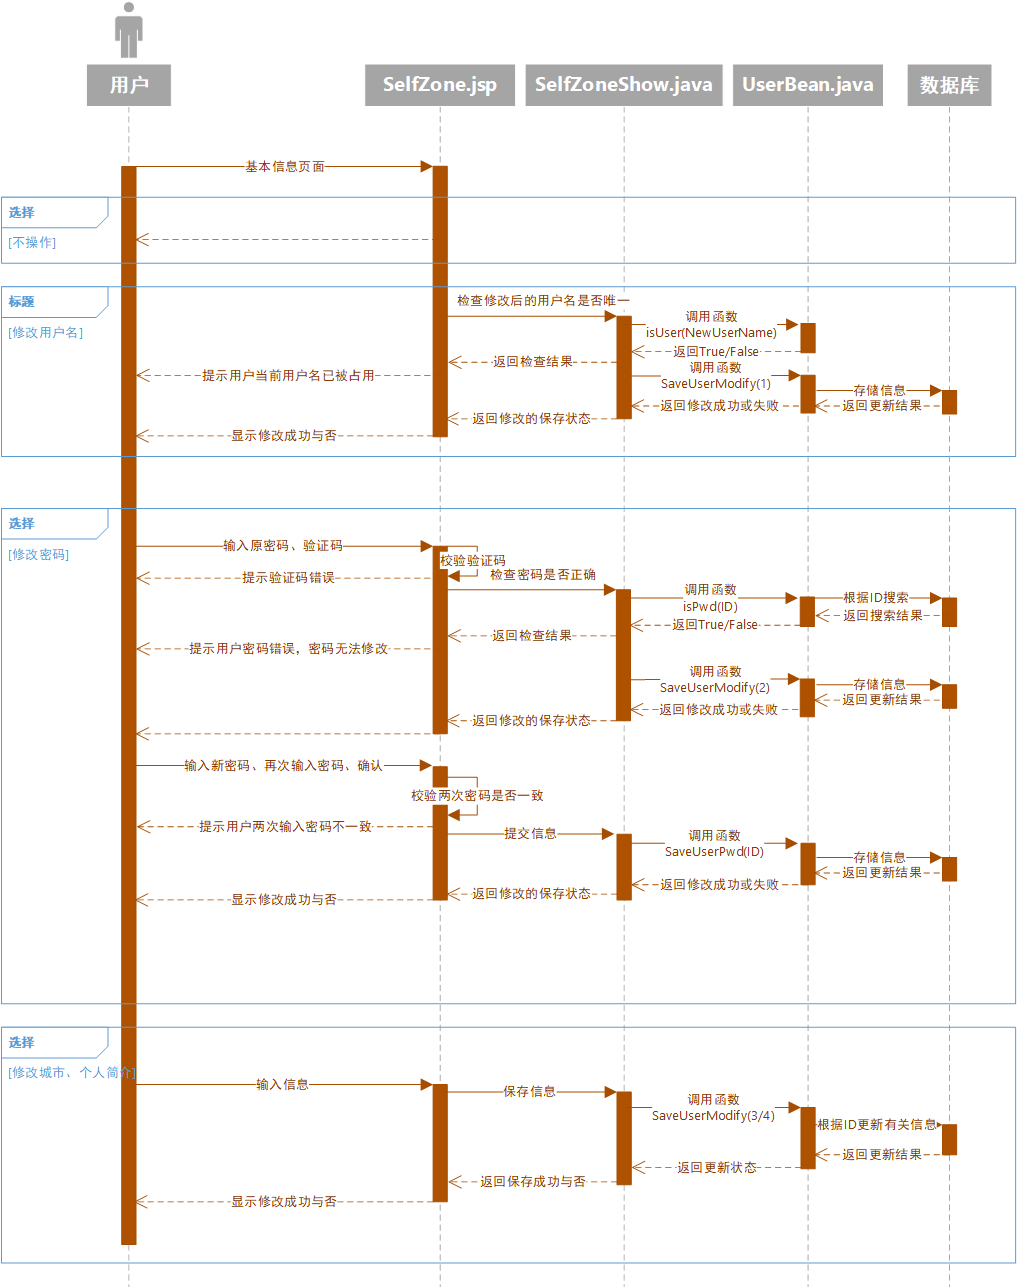 用户
SelfZone.jsp
SelfZoneShow.java
UserBean.java
数据库
基本信息页面
选择
[不操作]
标题
[修改用户名]
检查修改后的用户名是否唯一
调用函数
isUser(NewUserName)
返回True/False
返回检查结果
提示用户当前用户名已被占用
调用函数
SaveUserModify(1)
存储信息
返回更新结果
返回修改成功或失败
返回修改的保存状态
显示修改成功与否
选择
[修改密码]
输入原密码、验证码
校验验证码
提示验证码错误
检查密码是否正确
调用函数
isPwd(ID)
根据ID搜索
返回搜索结果
返回True/False
返回检查结果
提示用户密码错误，密码无法修改
调用函数
SaveUserModify(2)
存储信息
返回更新结果
返回修改成功或失败
返回修改的保存状态
输入新密码、再次输入密码、确认
校验两次密码是否一致
提示用户两次输入密码不一致
提交信息
调用函数
SaveUserPwd(ID)
存储信息
返回更新结果
返回修改成功或失败
返回修改的保存状态
显示修改成功与否
选择
[修改城市、个人简介]
输入信息
保存信息
调用函数
SaveUserModify(3/4)
根据ID更新有关信息
返回更新结果
返回更新状态
返回保存成功与否
显示修改成功与否